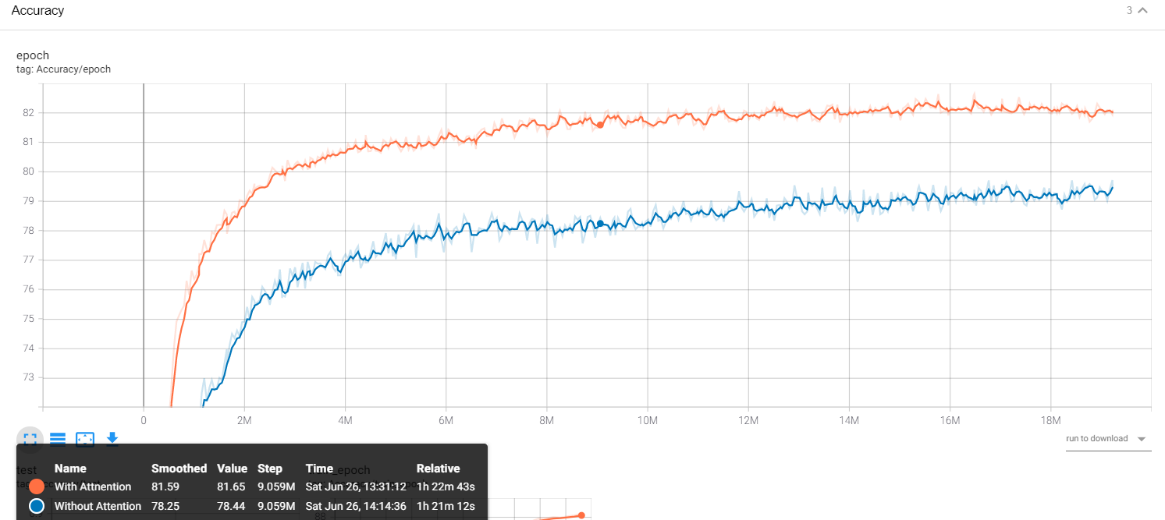 Accuracy 3
epoch
tag: Accuracy/epoch
82
81
80
79
78
77
76
75
74
73
0 2M 4M 6M 8M 10M 12M 14M 16M 18M
run to download
test epoch
Name Smoothed Value Step Time Relative
With Attnention 81.59 81.65 9.059M Sat Jun 26, 13:31:12 1h 22m 43s
Without Attention 78.25 78.44 9.059M Sat Jun 26, 14:14:36 1h 21m 12s